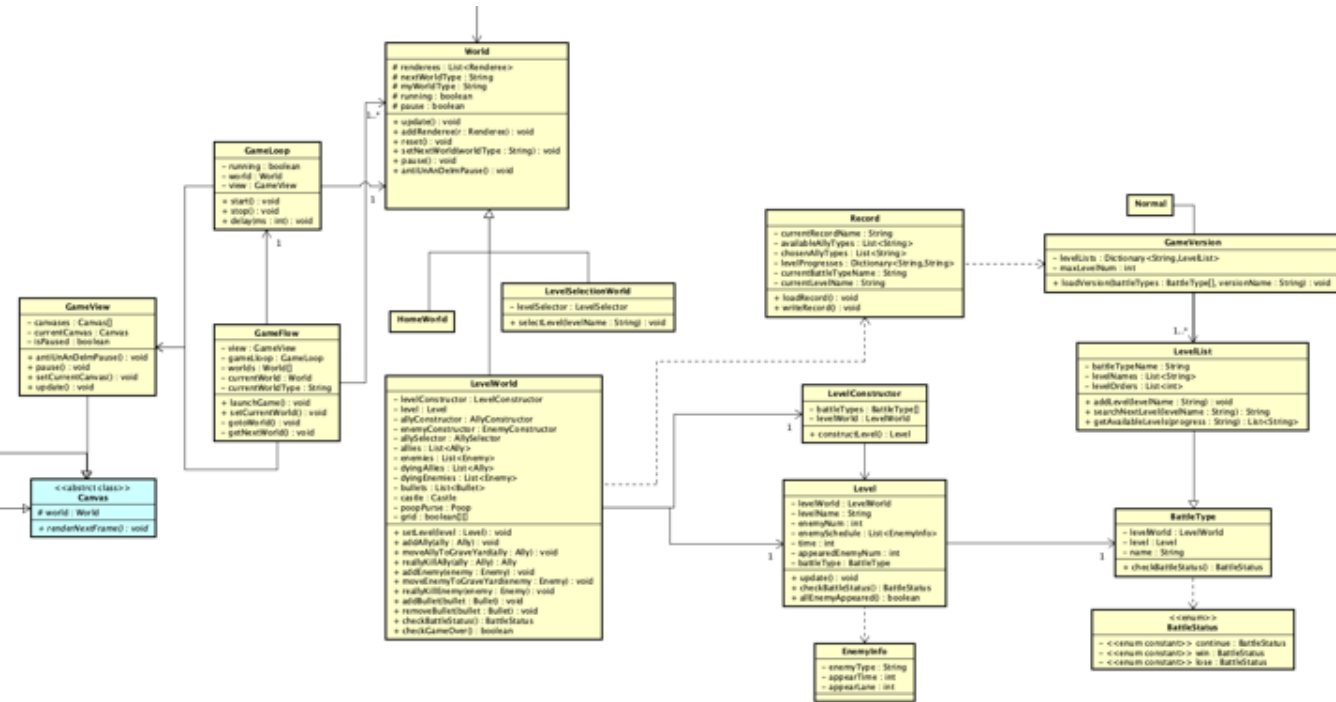 World
# renderees : List<Renderee>
# nextWorldType : String
# myWorldType : String
# running : boolean
# pause : boolean
+ update() : void
+ addRenderee(r : Renderee) : void
+ reset() : void
+ setNextWorld(worldType : String) : void
+ pause() : void
+ antiUnAnDeImPause() : void
1..*
1
GameLoop
- running : boolean
- world : World
- view : GameView
+ start() : void
+ stop() : void
+ delay(ms : int) : void
1
GameView
- canvases : Canvas[]
- currentCanvas : Canvas
- isPaused : boolean
+ antiUnAnDeImPause() : void
+ pause() : void
+ setCurrentCanvas() : void
+ update() : void
GameFlow
- view : GameView
- gameLloop : GameLoop
- worlds : World[]
- currentWorld : World
- currentWorldType : String
+ launchGame() : void
+ setCurrentWorld() : void
- gotoWorld() : void
- getNextWorld() : void
<<abstrct class>>
Canvas
# world : World
+ renderNextFrame() : void
HomeWorld
LevelSelectionWorld
- levelSelector : LevelSelector
+ selectLevel(levelName : String) : void
LevelWorld
- levelConstructor : LevelConstructor
- level : Level
- allyConstructor : AllyConstructor
- enemyConstructor : EnemyConstructor
- allySelector : AllySelector
- allies : List<Ally>
- enemies : List<Enemy>
- dyingAllies : List<Ally>
- dyingEnemies : List<Enemy>
- bullets : List<Bullet>
- castle : Castle
- poopPurse : Poop
- grid : boolean[][]
+ setLevel(level : Level) : void
+ addAlly(ally : Ally) : void
+ moveAllyToGraveYard(ally : Ally) : void
+ reallyKillAlly(ally : Ally) : Ally
+ addEnemy(enemy : Enemy) : void
+ moveEnemyToGraveYard(enemy : Enemy) : void
+ reallyKillEnemy(enemy : Enemy) : void
+ addBullet(bullet : Bullet) : void
+ removeBullet(bullet : Bullet) : void
+ checkBattleStatus() : BattleStatus
+ checkGameOver() : boolean
Record
- currentRecordName : String
- availableAllyTypes : List<String>
- chosenAllyTypes : List<String>
- levelProgresses : Dictionary<String,String>
- currentBattleTypeName : String
- currentLevelName : String
+ loadRecord() : void
+ writeRecord() : void
LevelConstructor
- battleTypes : BattleType[]
- levelWorld : LevelWorld
+ constructLevel() : Level
1
Level
- levelWorld : LevelWorld
- levelName : String
- enemyNum : int
- enemySchedule : List<EnemyInfo>
- time : int
- appearedEnemyNum : int
- battleType : BattleType
+ update() : void
+ checkBattleStatus() : BattleStatus
+ allEnemyAppeared() : boolean
1
EnemyInfo
- enemyType : String
- appearTime : int
- appearLane : int
Normal
GameVersion
- levelLists : Dictionary<String,LevelList>
- maxLevelNum : int
+ loadVersion(battleTypes : BattleType[], versionName : String) : void
1..*
LevelList
- battleTypeName : String
- levelNames : List<String>
- levelOrders : List<int>
+ addLevel(levelName : String) : void
+ searchNextLevel(levelName : String) : String
+ getAvailableLevels(progress : String) : List<String>
BattleType
- levelWorld : LevelWorld
- level : Level
- name : String
+ checkBattleStatus() : BattleStatus
1
<<enum>>
BattleStatus
- <<enum constant>> continue : BattleStatus
- <<enum constant>> win : BattleStatus
- <<enum constant>> lose : BattleStatus